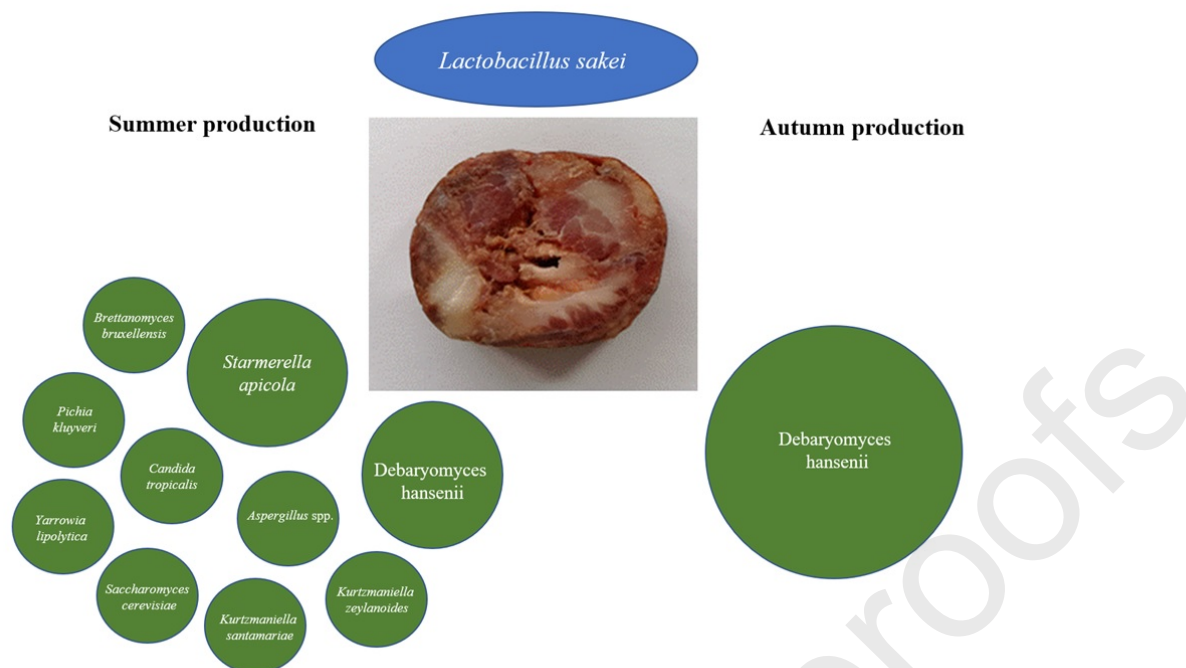 Lactobacillus sakei
Summer production
Autumn production
Brettanomyces
bruxellensis
Starmerella
apicola
Pichia
kluyveri
Candida
tropicalis
Debaryomyces
hansenii
Aspergillus spp.
Yarrowia
lipolytica
Saccharomyces
cerevisiae
Kurtzmaniella
santamariae
Kurtzmaniella
zeylanoides
Debaryomyces
hansenii
roofs